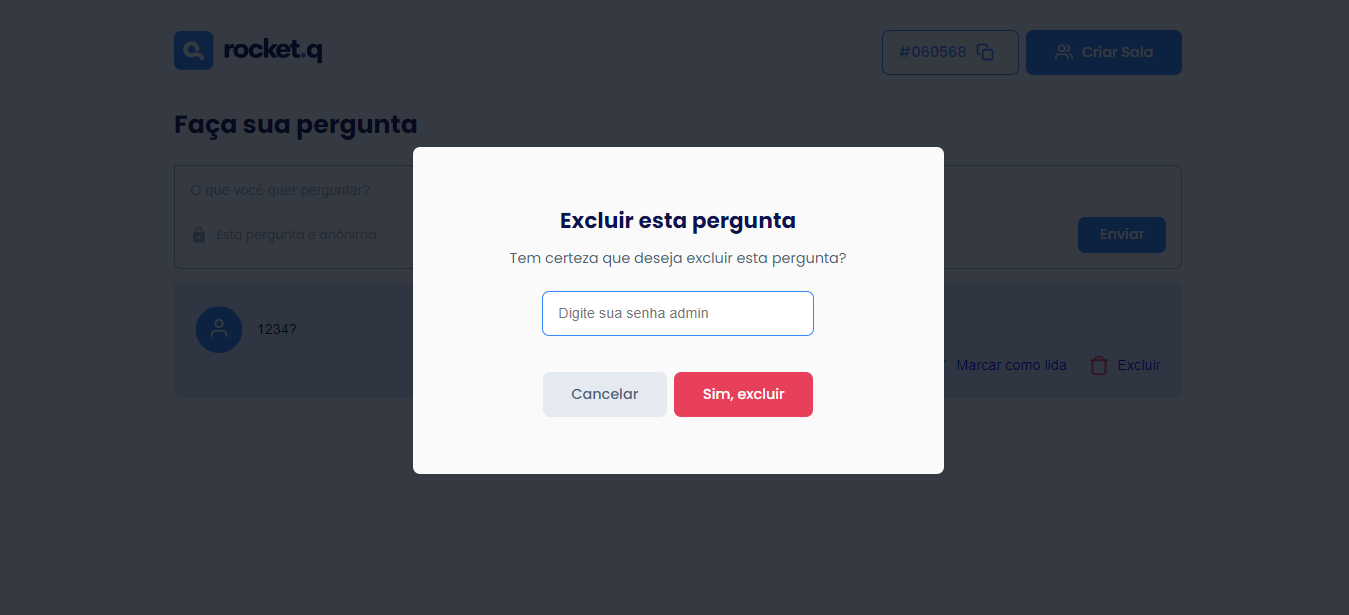 rocket.q
#060568
Criar Sala
Faça sua pergunta
O que você quer perguntar?
Esta pergunta é anônima
Enviar
1234?
Marcar como lida
Excluir
Excluir esta pergunta
Tem certeza que deseja excluir esta pergunta?
Digite sua senha admin
Cancelar
Sim, excluir